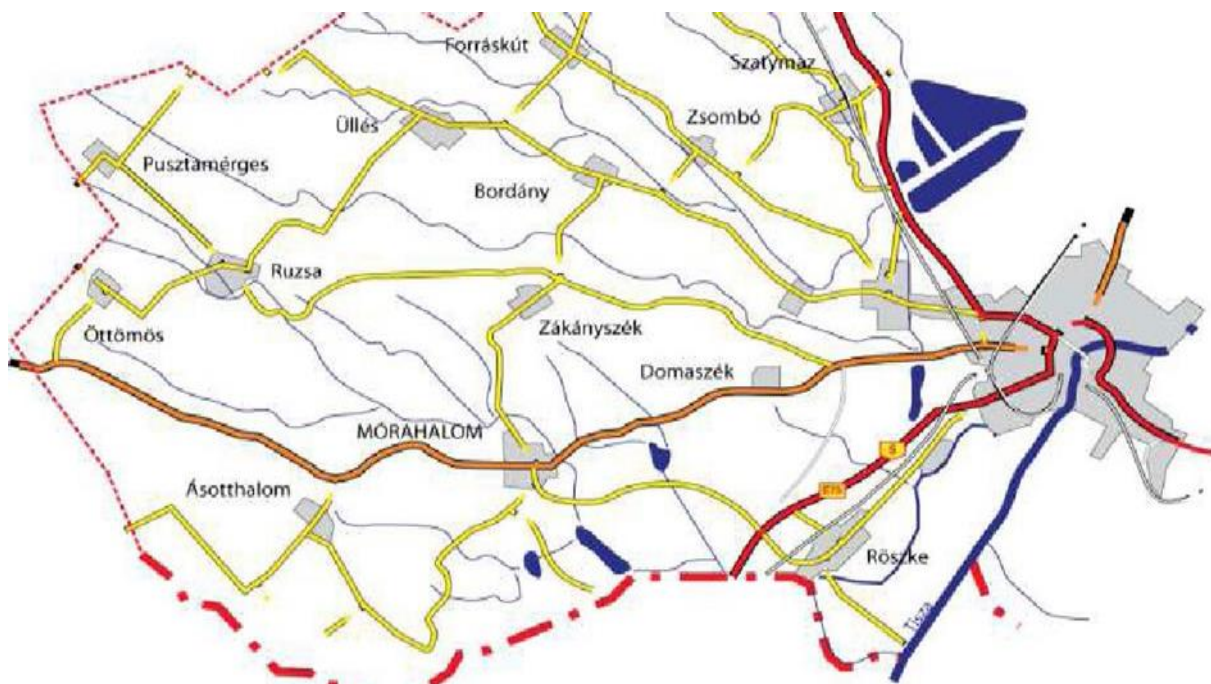 Forráskút
Szatymaz
Üllés
Zsombó
Pusztamérges
Bordány
Ruzsa
Öttömös
Zákányszék
Domaszék
MÓRAHALOM
5
E75
Ásotthalom
Röszke
Tisza